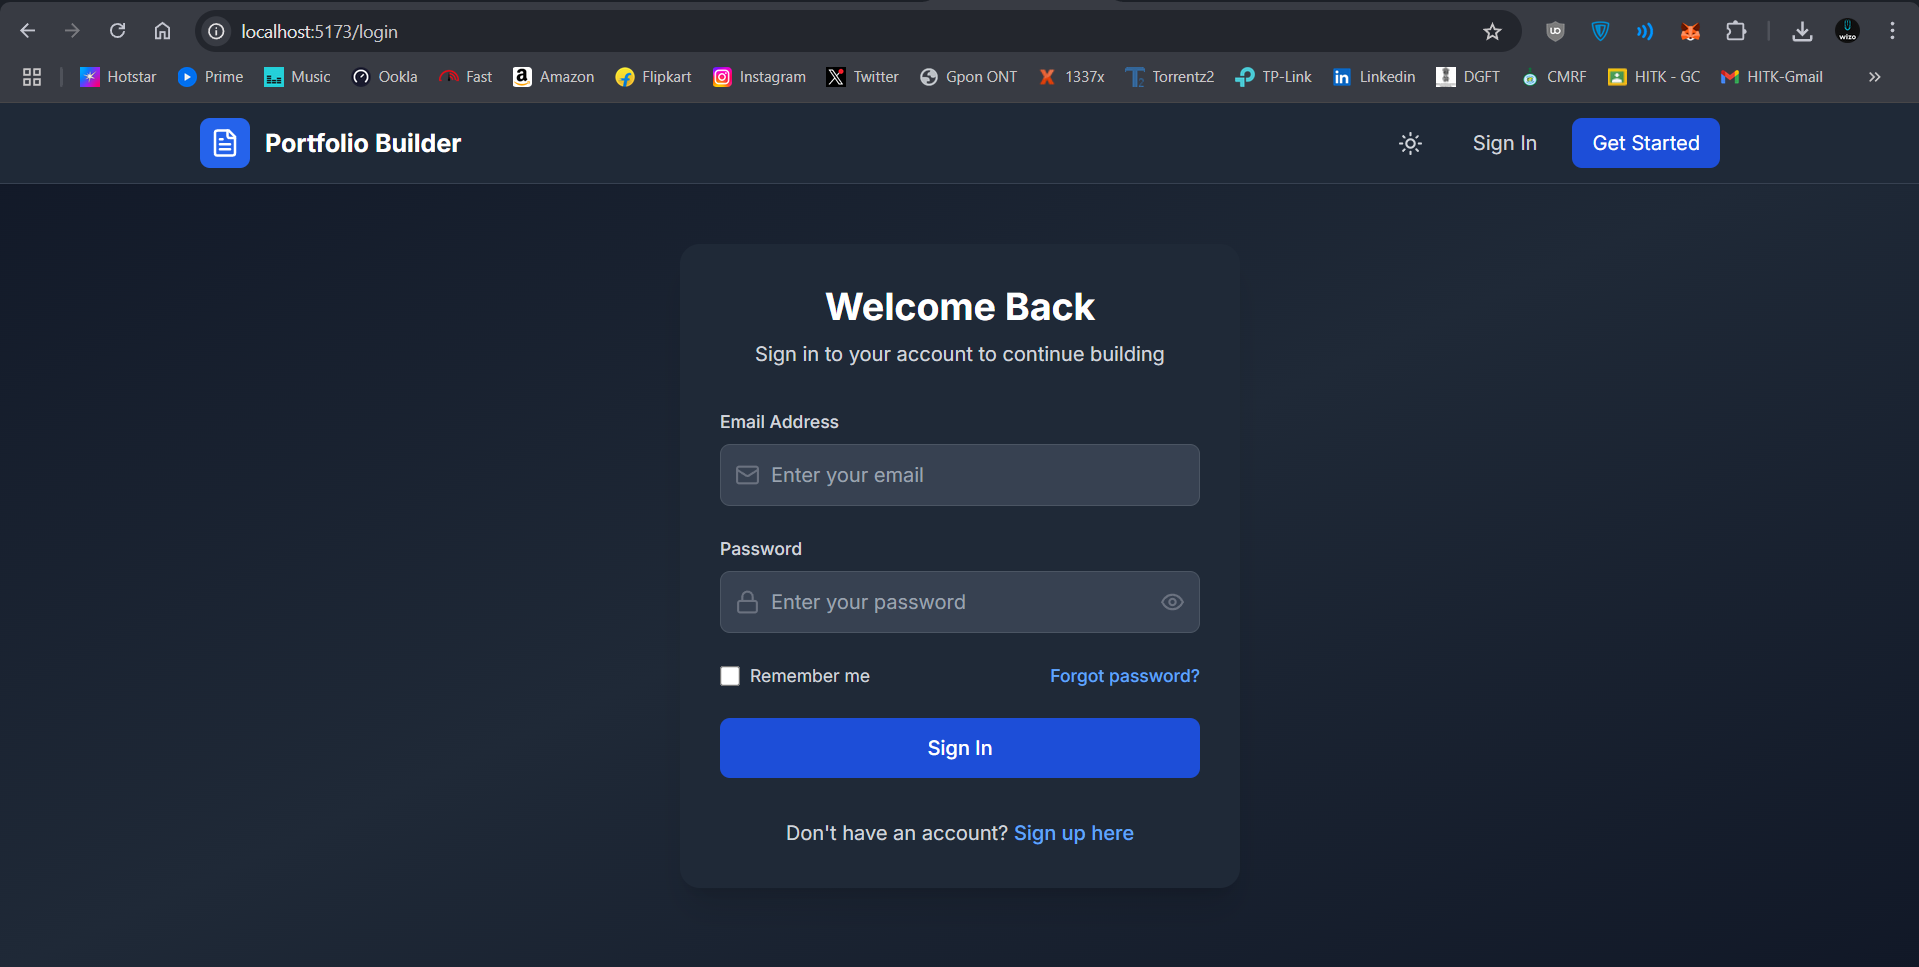 localhost:5173/login
Hotstar Prime Music Ookla Fast Amazon Flipkart Instagram Twitter Gpon ONT 1337x Torrentz2 TP-Link Linkedin DGFT CMRF HITK - GC HITK-Gmail
Portfolio Builder Sign In Get Started
Welcome Back
Sign in to your account to continue building
Email Address
Enter your email
Password
Enter your password
Remember me Forgot password?
Sign In
Don't have an account? Sign up here